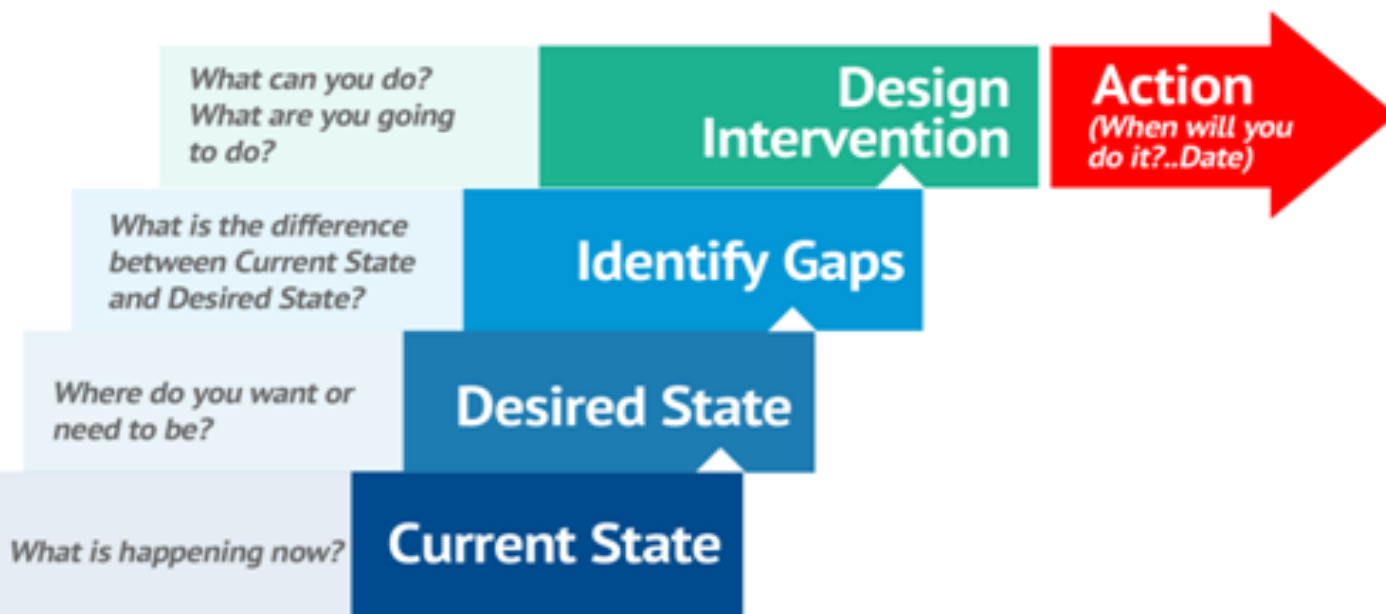 What can you do?
What are you going
to do?
Design
Intervention
Action
(When will you
do it?..Date)
What is the difference
between Current State
and Desired State?
Identify Gaps
Where do you want or
need to be?
Desired State
What is happening now?
Current State